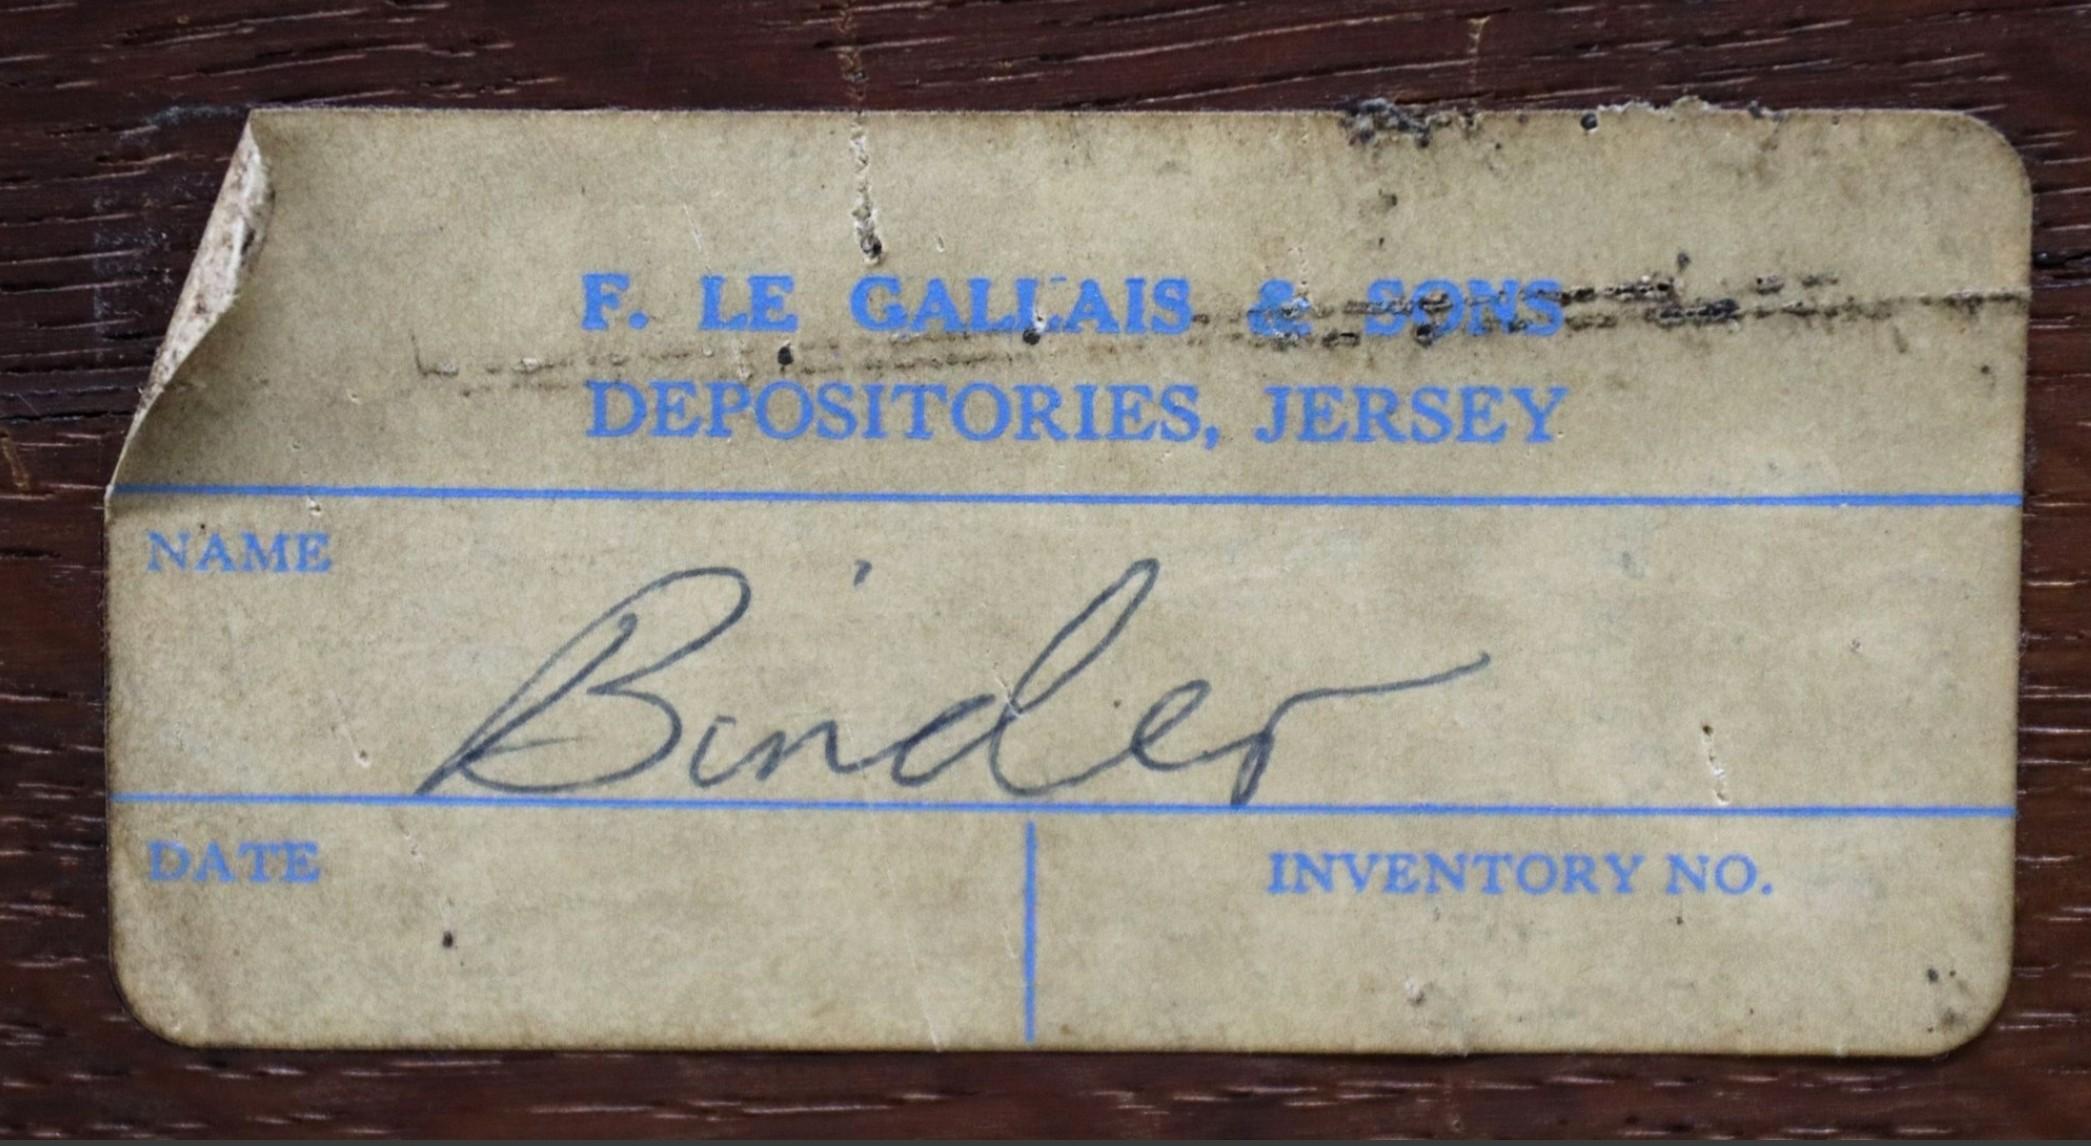 F. LE GALLAIS & SONS
DEPOSITORIES, JERSEY
NAME
Binder
DATE
INVENTORY NO.